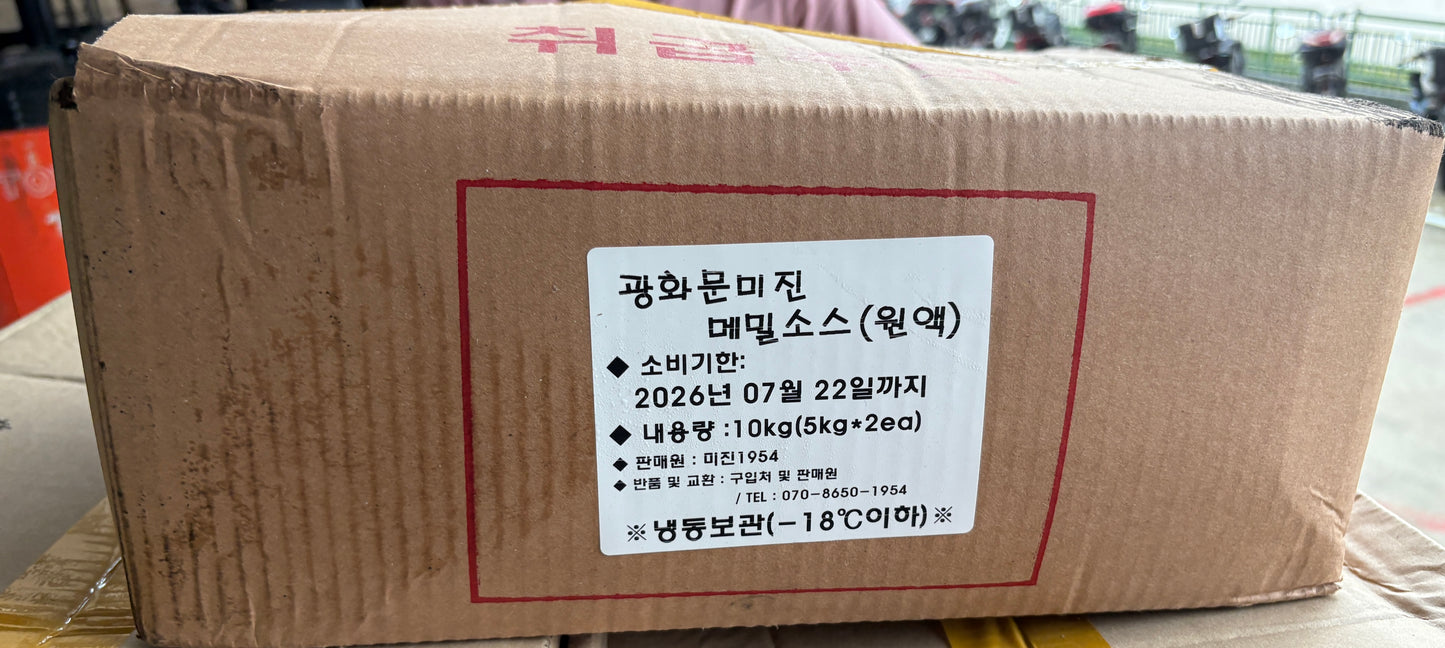 취급
광화문미진
메밀소스(원액)
◆ 소비기한:
2026년 07월 22일까지
◆ 내용량 :10kg(5kg*2ea)
◆ 판매원 : 미진1954
◆ 반품 및 교환 : 구입처 및 판매원
/ TEL : 070-8650-1954
※냉동보관(-18℃이하)※